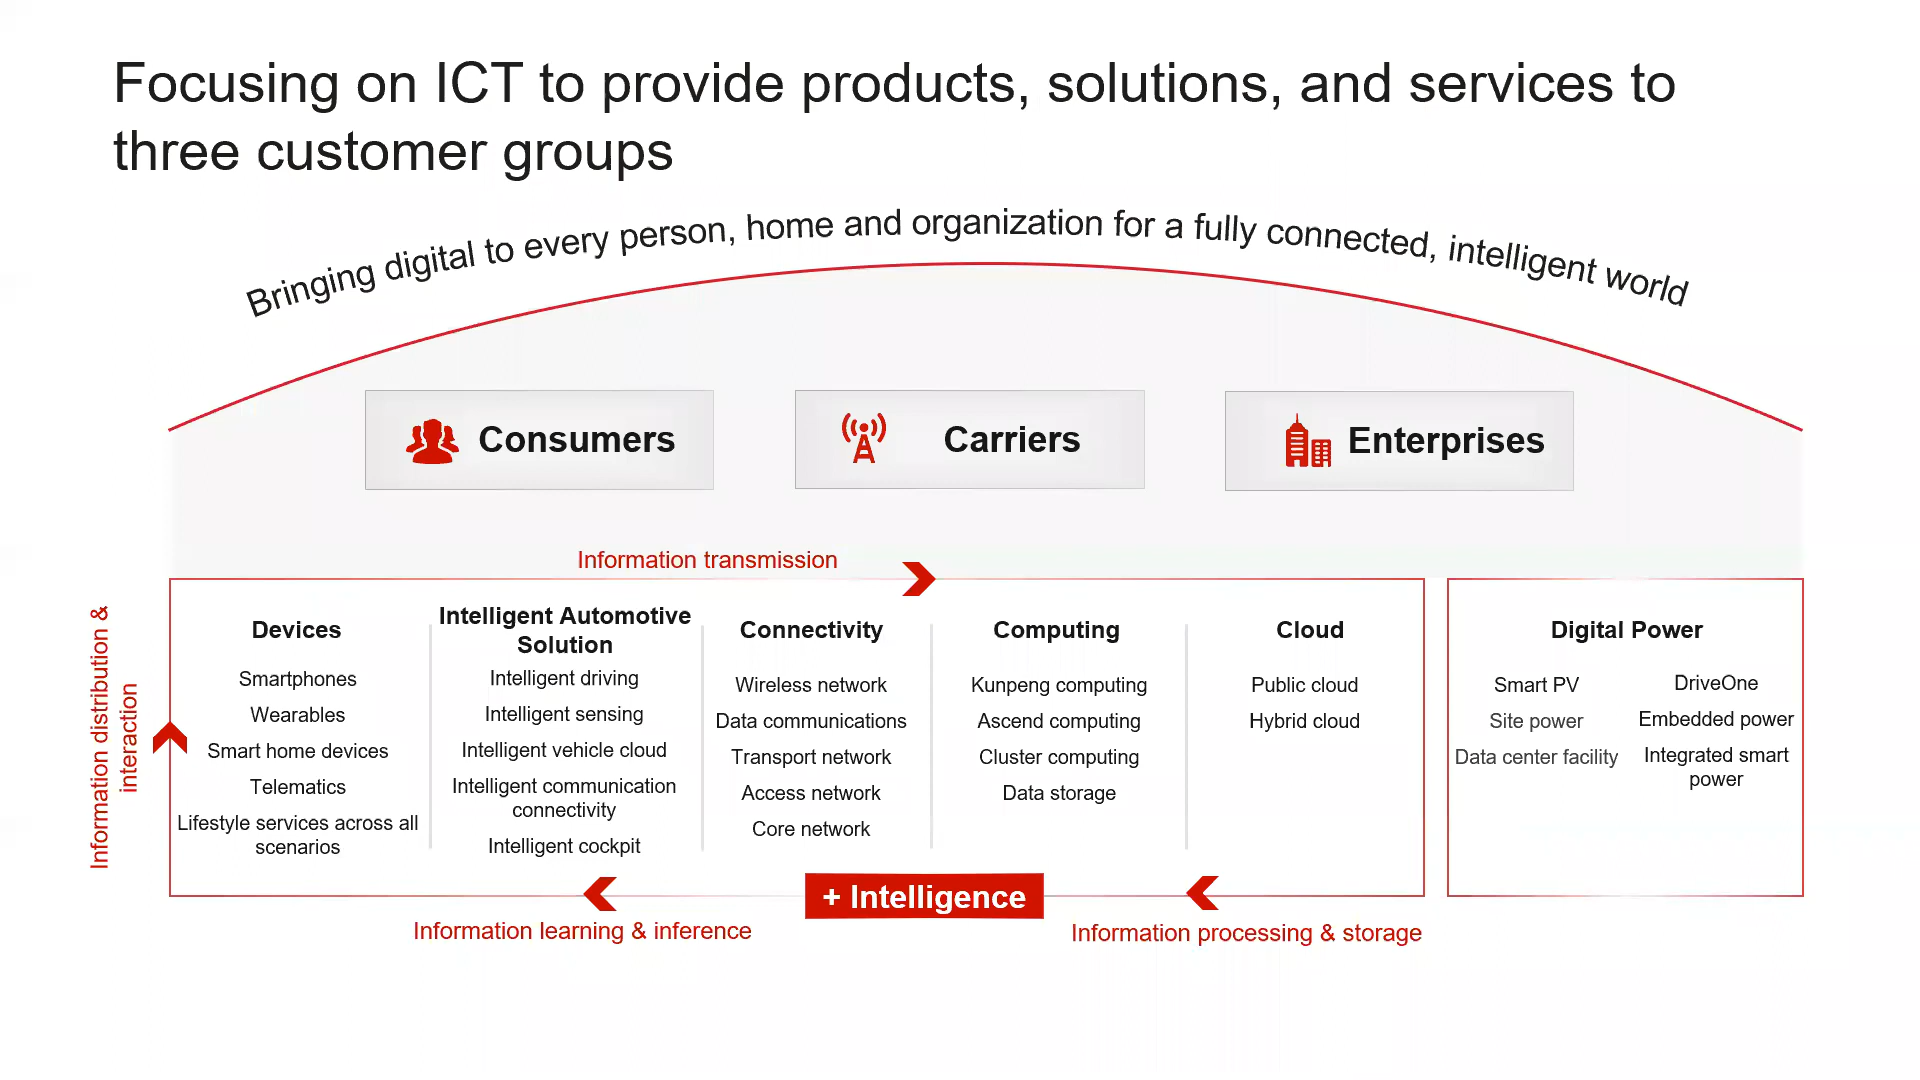 Focusing on ICT to provide products, solutions, and services to
three customer groups
Bringing digital to every person, home and organization for a fully connected, intelligent world
Consumers
Carriers
Enterprises
Information transmission
Information distribution &
interaction
Devices
Smartphones
Wearables
Smart home devices
Telematics
Lifestyle services across all
scenarios
Intelligent Automotive
Solution
Intelligent driving
Intelligent sensing
Intelligent vehicle cloud
Intelligent communication
connectivity
Intelligent cockpit
Connectivity
Wireless network
Data communications
Transport network
Access network
Core network
Computing
Kunpeng computing
Ascend computing
Cluster computing
Data storage
Cloud
Public cloud
Hybrid cloud
Digital Power
Smart PV
Site power
Data center facility
DriveOne
Embedded power
Integrated smart
power
+ Intelligence
Information learning & inference
Information processing & storage